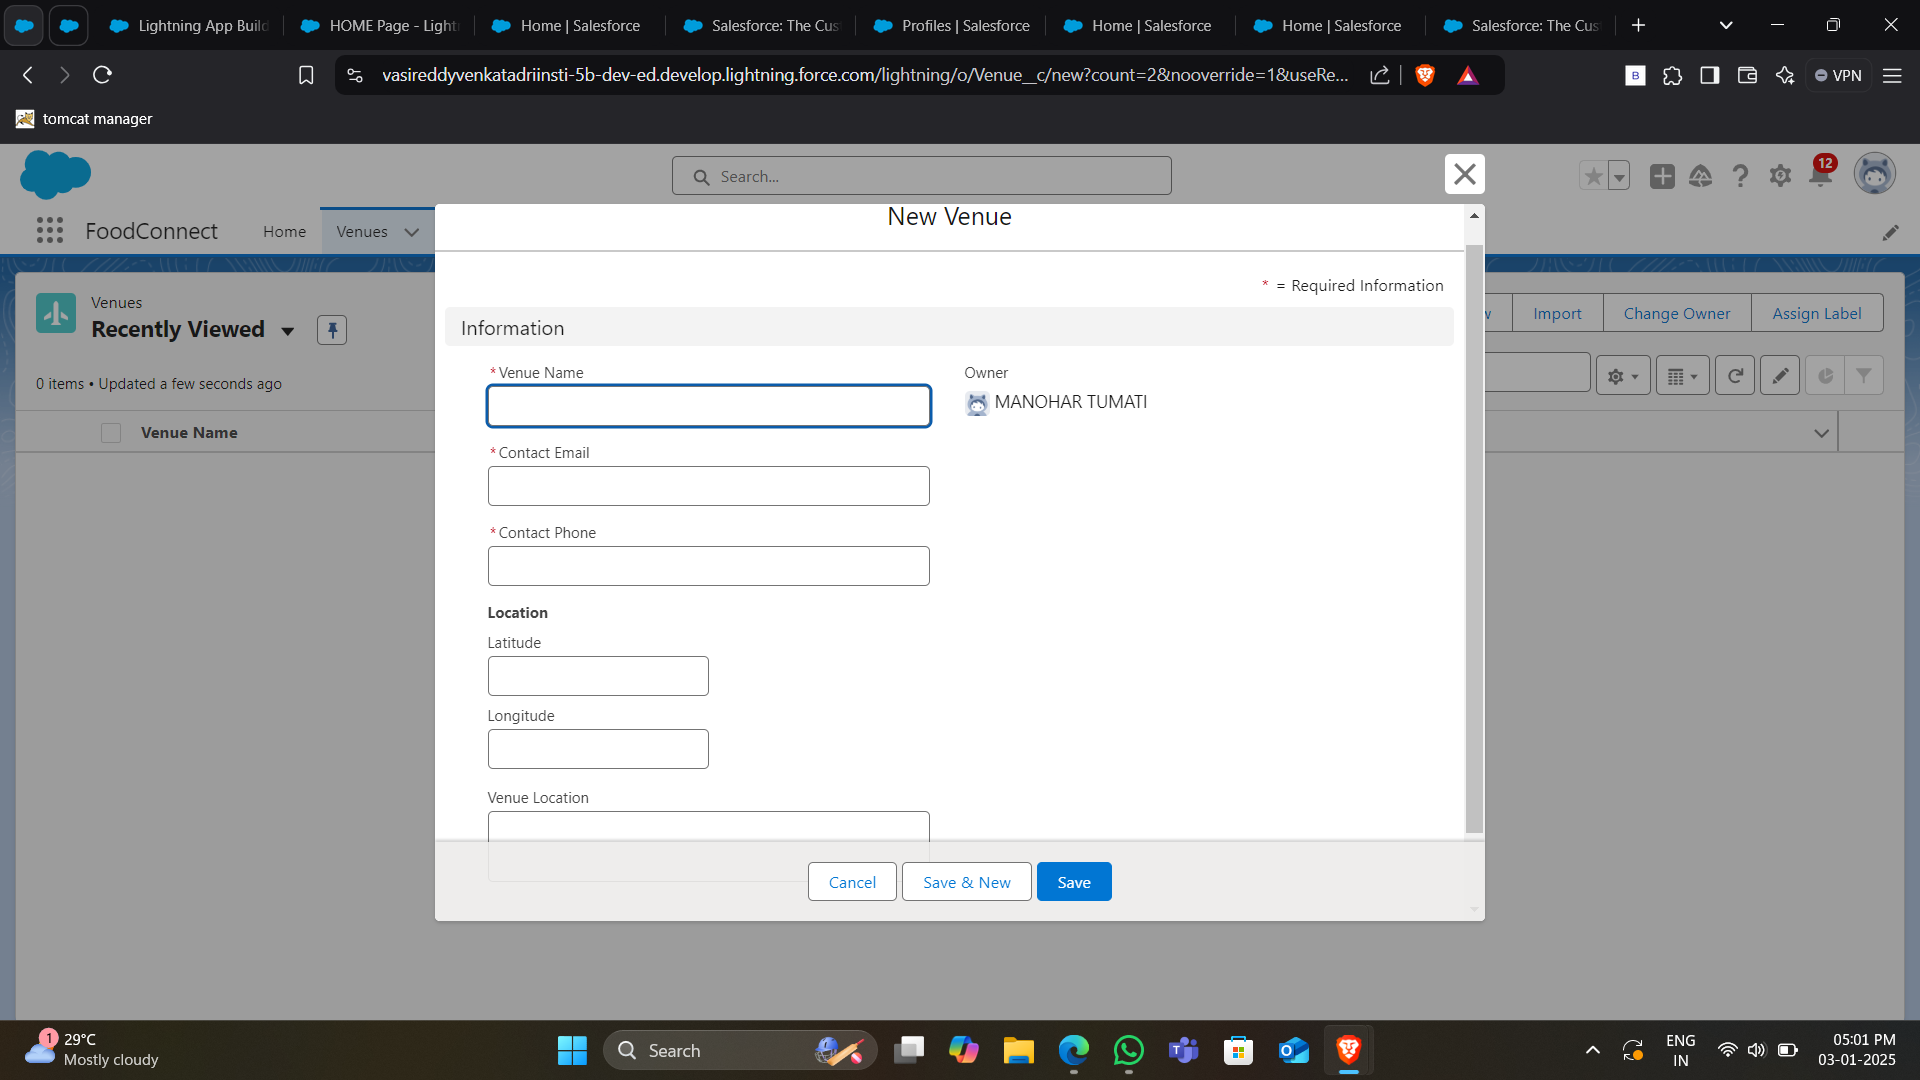 Lightning App Build
HOME Page - Light
Home | Salesforce
Salesforce: The Cus
Profiles | Salesforce
Home | Salesforce
Home | Salesforce
Salesforce: The Cus
vasireddyvenkatadriinsti-5b-dev-ed.develop.lightning.force.com/lightning/o/Venue__c/new?count=2&nooverride=1&useRe...
B
VPN
tomcat manager
Search...
12
FoodConnect
Home
Venues
New Venue
* = Required Information
Venues
Recently Viewed
Import
Change Owner
Assign Label
0 items • Updated a few seconds ago
Venue Name
Information
*Venue Name
Owner
MANOHAR TUMATI
*Contact Email
*Contact Phone
Location
Latitude
Longitude
Venue Location
Cancel
Save & New
Save
1
29°C
Mostly cloudy
Search
ENG
IN
05:01 PM
03-01-2025